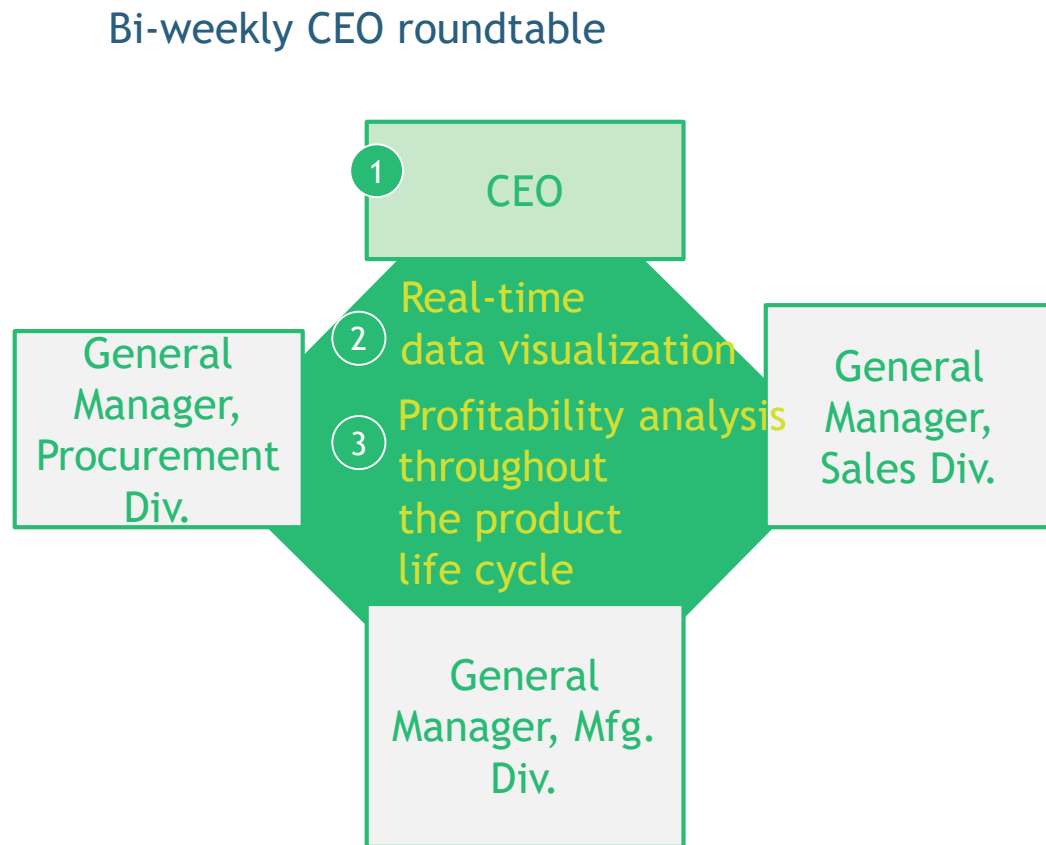 Bi-weekly CEO roundtable
1
CEO
2
Real-time
data visualization
General
Manager,
Procurement
Div.
3
Profitability analysis
throughout
the product
life cycle
General
Manager,
Sales Div.
General
Manager, Mfg.
Div.